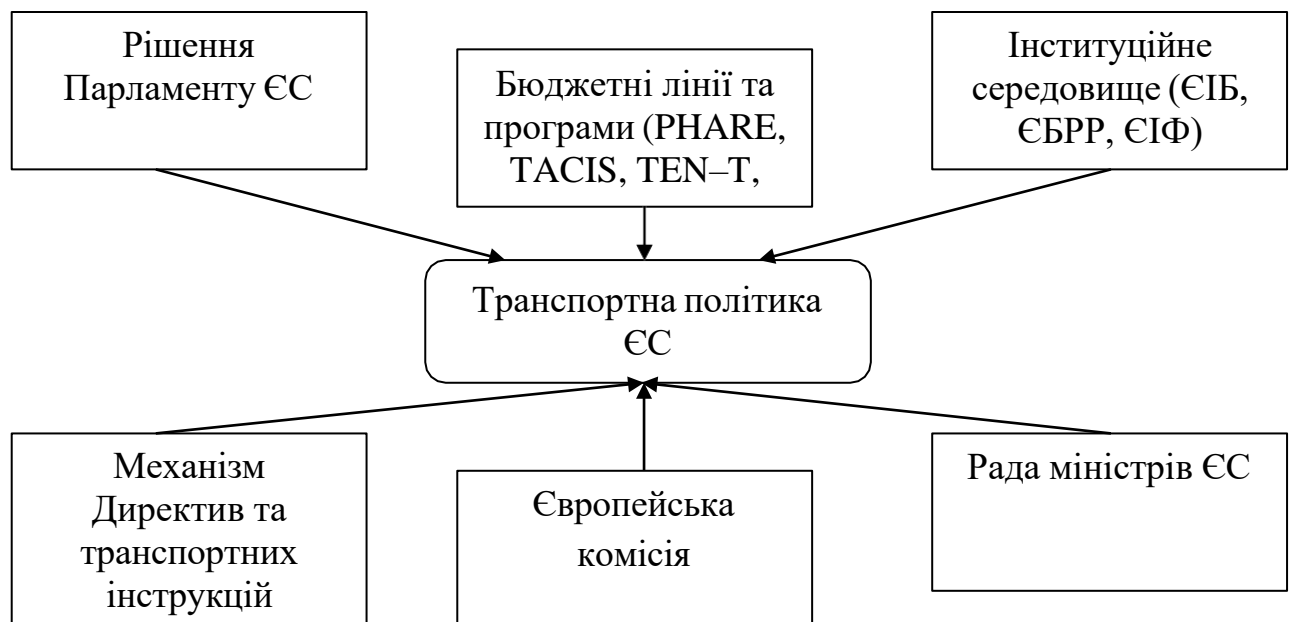 Рішення
Парламенту ЄС
Бюджетні лінії та
програми (PHARE,
TACIS, TEN–T,
Інституційне
середовище (ЄІБ,
ЄБРР, ЄІФ)
Транспортна політика
ЄС
Механізм
Директив та
транспортних
інструкцій
Європейська
комісія
Рада міністрів ЄС